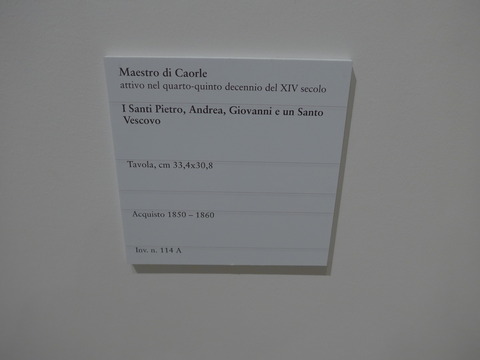 Maestro di Caorle
attivo nel quarto-quinto decennio del XIV secolo
I Santi Pietro, Andrea, Giovanni e un Santo
Vescovo
Tavola, cm 33,4x30,8
Acquisto 1850 – 1860
Inv. n. 114 A